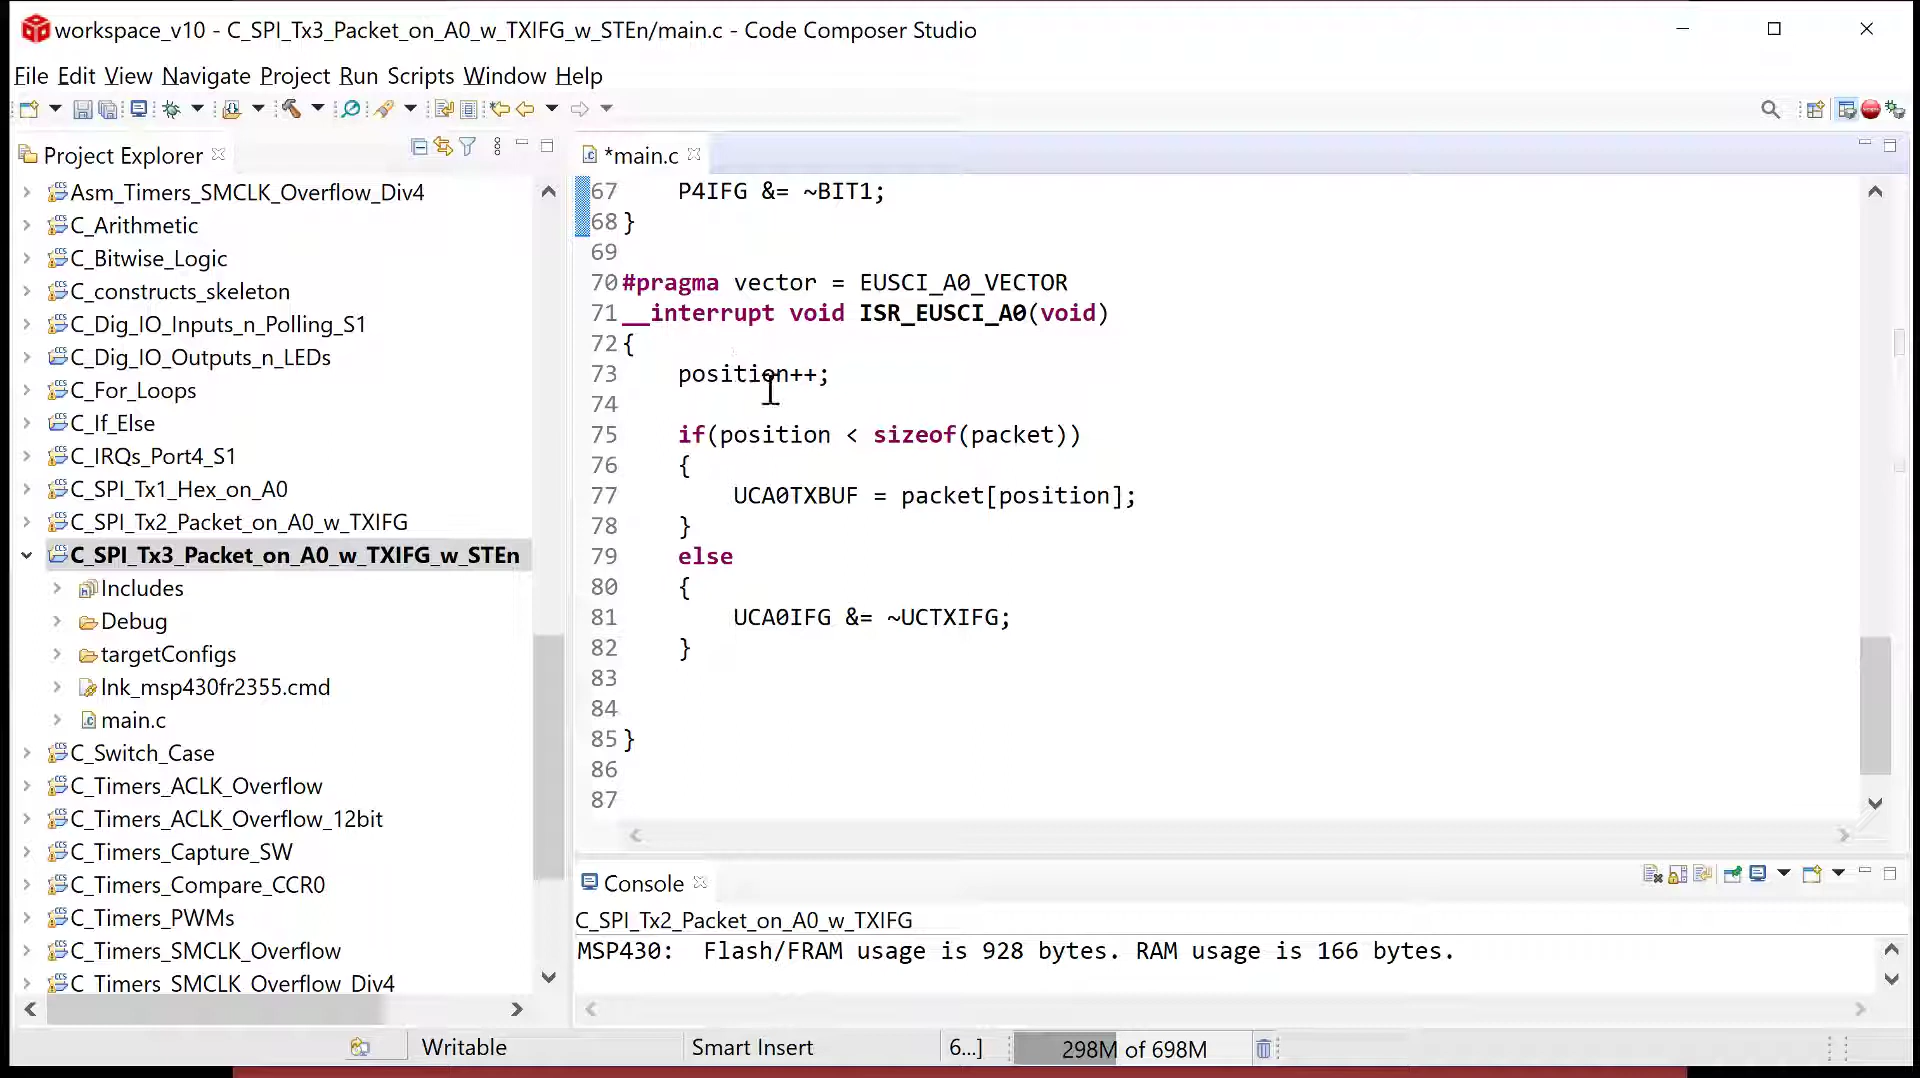 workspace_v10 - C_SPI_Tx3_Packet_on_A0_w_TXIFG_w_STEn/main.c - Code Composer Studio
File Edit View Navigate Project Run Scripts Window Help
Project Explorer
Asm_Timers_SMCLK_Overflow_Div4
C_Arithmetic
C_Bitwise_Logic
C_constructs_skeleton
C_Dig_IO_Inputs_n_Polling_S1
C_Dig_IO_Outputs_n_LEDs
C_For_Loops
C_If_Else
C_IRQs_Port4_S1
C_SPI_Tx1_Hex_on_A0
C_SPI_Tx2_Packet_on_A0_w_TXIFG
C_SPI_Tx3_Packet_on_A0_w_TXIFG_w_STEn
Includes
Debug
targetConfigs
lnk_msp430fr2355.cmd
main.c
C_Switch_Case
C_Timers_ACLK_Overflow
C_Timers_ACLK_Overflow_12bit
C_Timers_Capture_SW
C_Timers_Compare_CCR0
C_Timers_PWMs
C_Timers_SMCLK_Overflow
C_Timers_SMCLK_Overflow_Div4
*main.c
67 P4IFG &= ~BIT1;
68 }
69
70 #pragma vector = EUSCI_A0_VECTOR
71 __interrupt void ISR_EUSCI_A0(void)
72 {
73 position++;
74
75 if(position < sizeof(packet))
76 {
77 UCA0TXBUF = packet[position];
78 }
79 else
80 {
81 UCA0IFG &= ~UCTXIFG;
82 }
83
84
85 }
86
87
Console
C_SPI_Tx2_Packet_on_A0_w_TXIFG
MSP430: Flash/FRAM usage is 928 bytes. RAM usage is 166 bytes.
Writable Smart Insert 6...] 298M of 698M